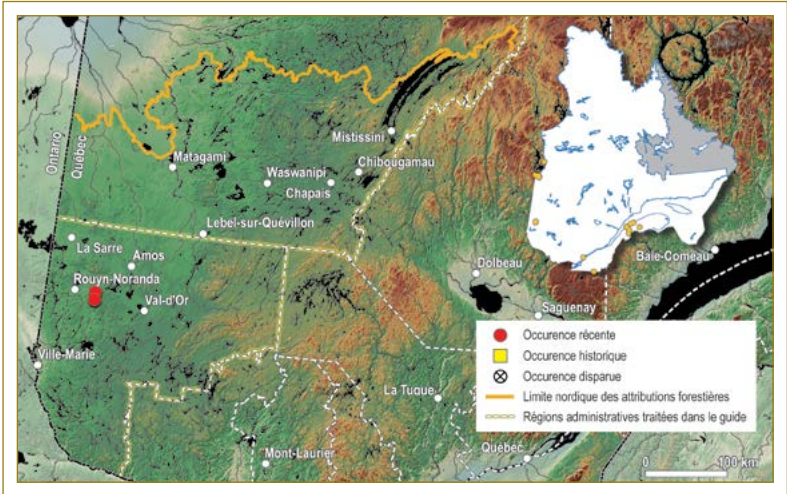 Ontario
Québec
Mistissini
Matagami
Chibougamau
Waswanipi
Chapais
Lebel-sur-Quévillon
La Sarre
Amos
Rouyn-Noranda
Val-d'Or
Ville-Marie
Dolbeau
Baie-Comeau
Saguenay
La Tuque
Mont-Laurier
Québec
Occurence récente
Occurence historique
Occurence disparue
Limite nordique des attributions forestières
Régions administratives traitées dans le guide
0 100 km